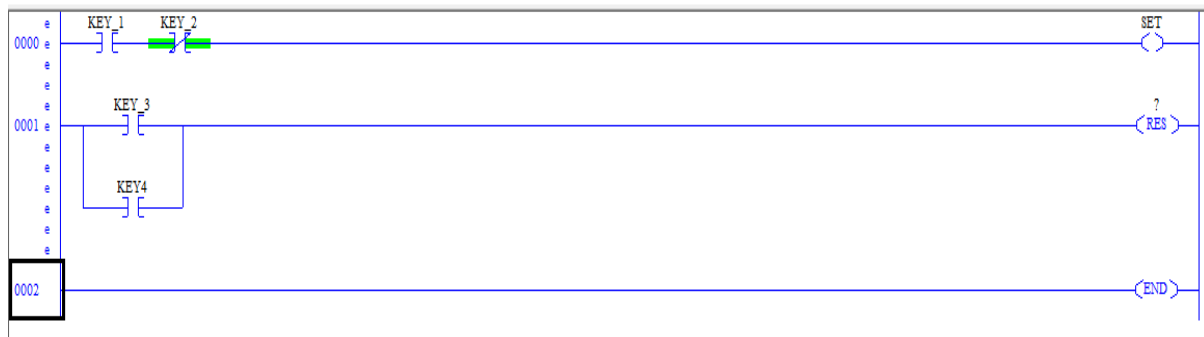 e KEY_1 KEY_2 SET
0000 e
e
e
e KEY_3 ?
0001 e RES
e
e
e KEY4
e
e
e
0002 END